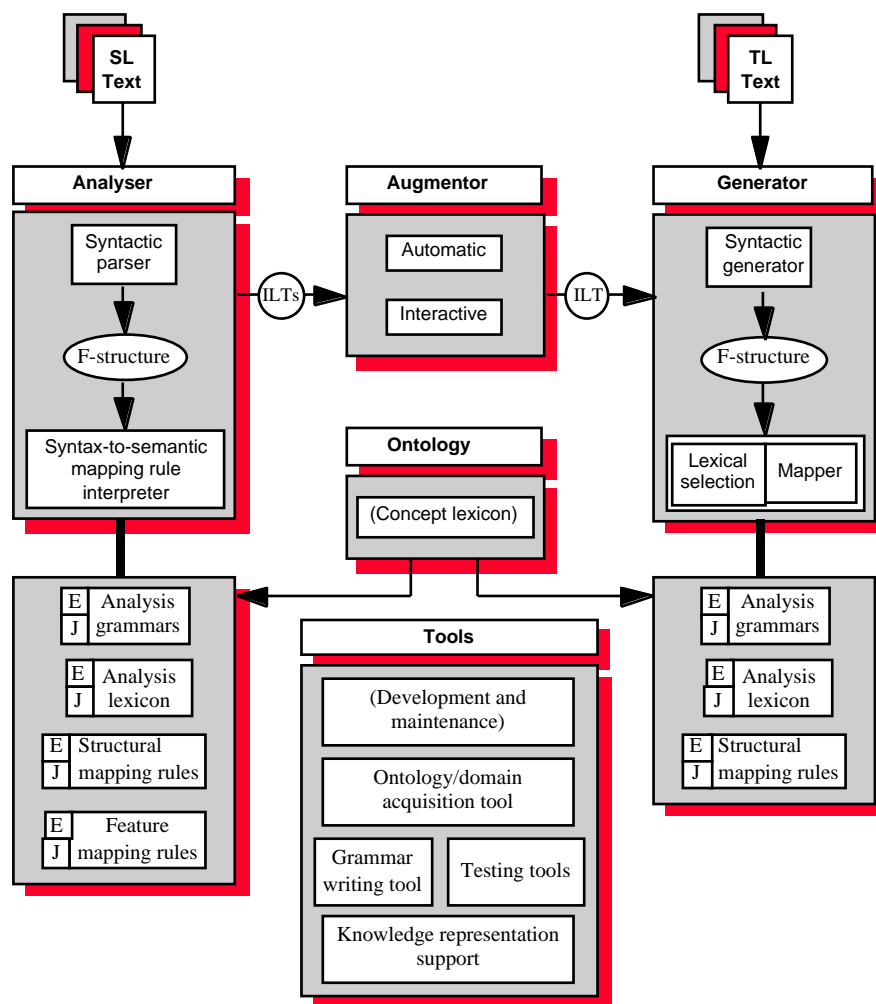 SL
Text
TL
Text
Analyser
Augmentor
Generator
Syntactic
parser
F-structure
Syntax-to-semantic
mapping rule
interpreter
ILTs
Automatic
Interactive
ILT
Syntactic
generator
F-structure
Lexical
selection
Mapper
Ontology
(Concept lexicon)
E Analysis
J grammars
E Analysis
J lexicon
E Structural
J mapping rules
E Feature
J mapping rules
Tools
(Development and
maintenance)
Ontology/domain
acquisition tool
Grammar
writing tool
Testing tools
Knowledge representation
support
E Analysis
J grammars
E Analysis
J lexicon
E Structural
J mapping rules